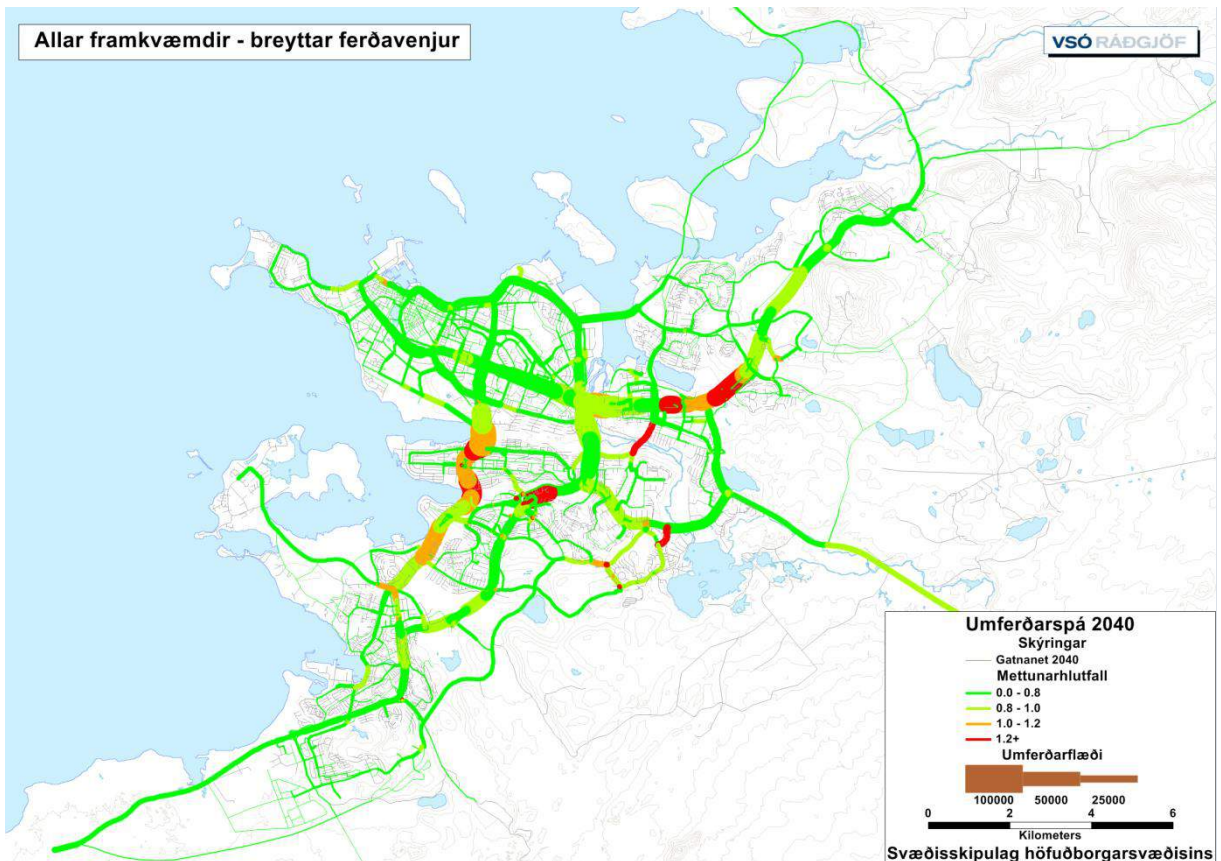 Allar framkvæmdir - breyttar ferðavenjur
VSÓ RÁÐGJÖF
Umferðarspá 2040
Skýringar
Gatnanet 2040
Mettunarhlutfall
0.0 - 0.8
0.8 - 1.0
1.0 - 1.2
1.2+
Umferðarflæði
100000 50000 25000
0 2 4 6
Kilometers
Svæðisskipulag höfuðborgarsvæðisins